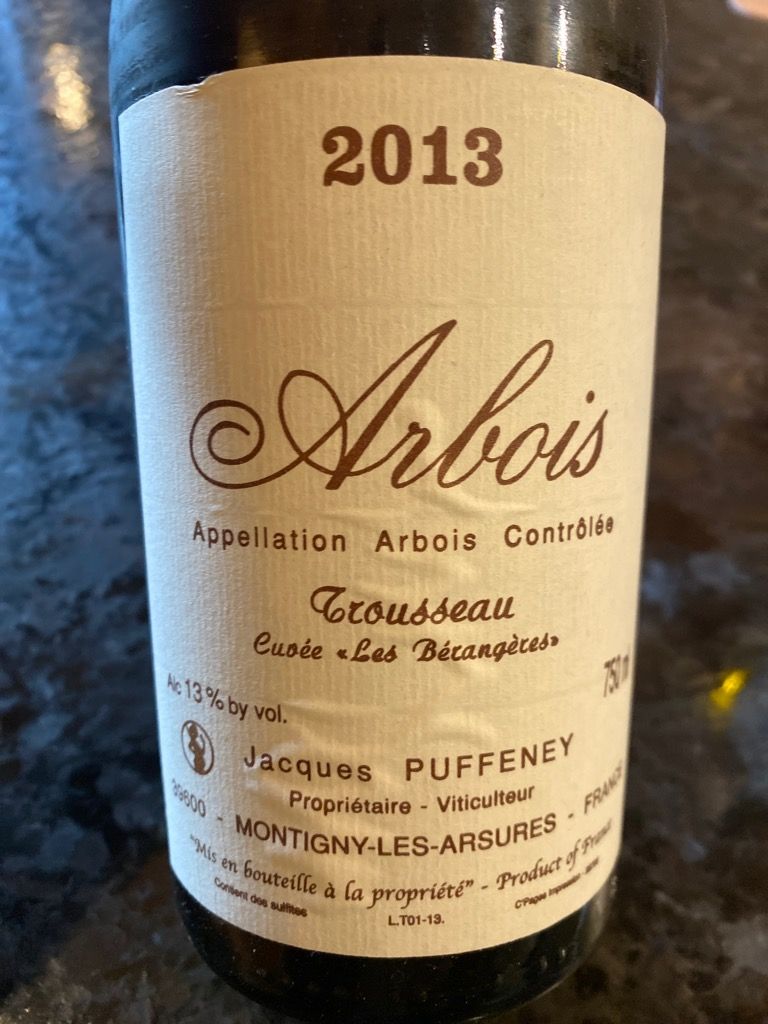 2013
Arbois
Appellation Arbois Contrôlée
Trousseau
Cuvée «Les Bérangères»
Alc 13% by vol.
750 m
Jacques PUFFENEY
Propriétaire - Viticulteur
39600 - MONTIGNY-LES-ARSURES - FRANCE
"Mis en bouteille à la propriété" - Product of France
Contient des sulfites
L.T01-13.